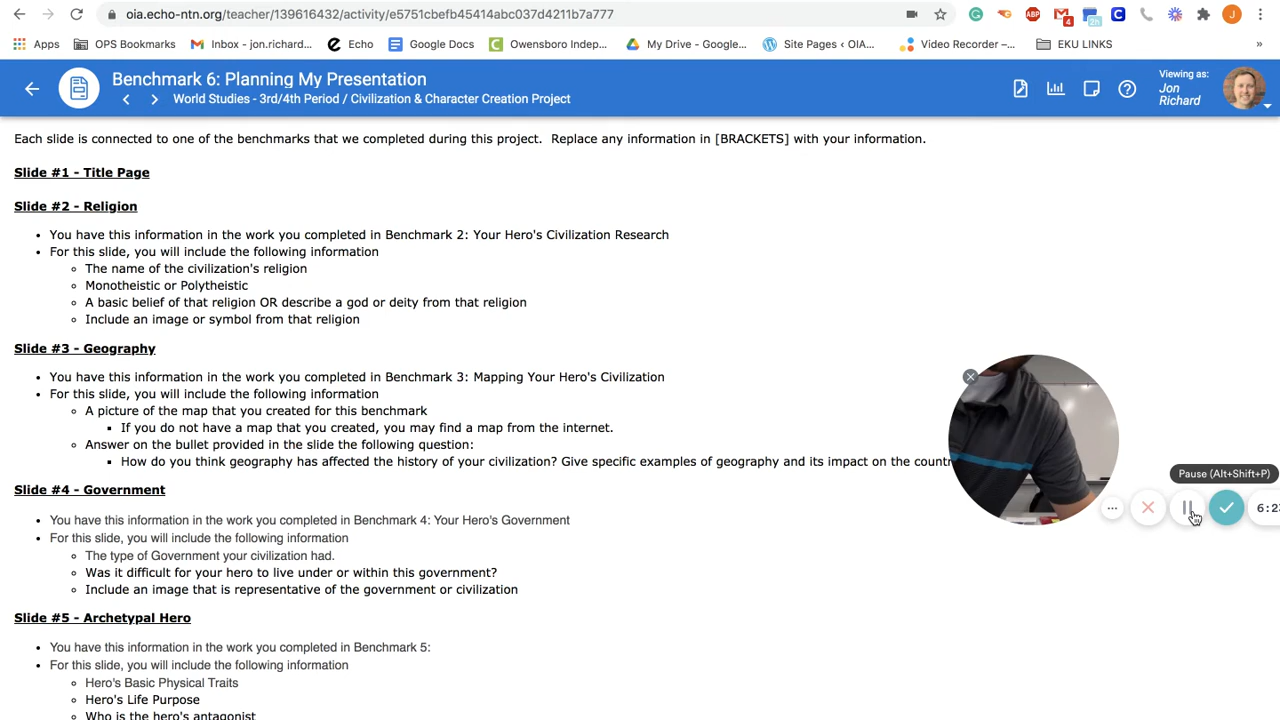 oia.echo-ntn.org/teacher/139616432/activity/e5751cbefb45414abc037d4211b7a777
4
2h
C
J
Apps
OPS Bookmarks
Inbox - jon.richard...
Echo
Google Docs
Owensboro Indep...
My Drive - Google...
Site Pages ‹ OIA...
Video Recorder –...
EKU LINKS
»
Benchmark 6: Planning My Presentation
World Studies - 3rd/4th Period / Civilization & Character Creation Project
Viewing as:
Jon
Richard
Each slide is connected to one of the benchmarks that we completed during this project. Replace any information in [BRACKETS] with your information.
Slide #1 - Title Page
Slide #2 - Religion
• You have this information in the work you completed in Benchmark 2: Your Hero's Civilization Research
• For this slide, you will include the following information
◦ The name of the civilization's religion
◦ Monotheistic or Polytheistic
◦ A basic belief of that religion OR describe a god or deity from that religion
◦ Include an image or symbol from that religion
Slide #3 - Geography
• You have this information in the work you completed in Benchmark 3: Mapping Your Hero's Civilization
• For this slide, you will include the following information
◦ A picture of the map that you created for this benchmark
▪ If you do not have a map that you created, you may find a map from the internet.
◦ Answer on the bullet provided in the slide the following question:
▪ How do you think geography has affected the history of your civilization? Give specific examples of geography and its impact on the countr
Pause (Alt+Shift+P)
6:23
Slide #4 - Government
• You have this information in the work you completed in Benchmark 4: Your Hero's Government
• For this slide, you will include the following information
◦ The type of Government your civilization had.
◦ Was it difficult for your hero to live under or within this government?
◦ Include an image that is representative of the government or civilization
Slide #5 - Archetypal Hero
• You have this information in the work you completed in Benchmark 5:
• For this slide, you will include the following information
◦ Hero's Basic Physical Traits
◦ Hero's Life Purpose
◦ Who is the hero's antagonist